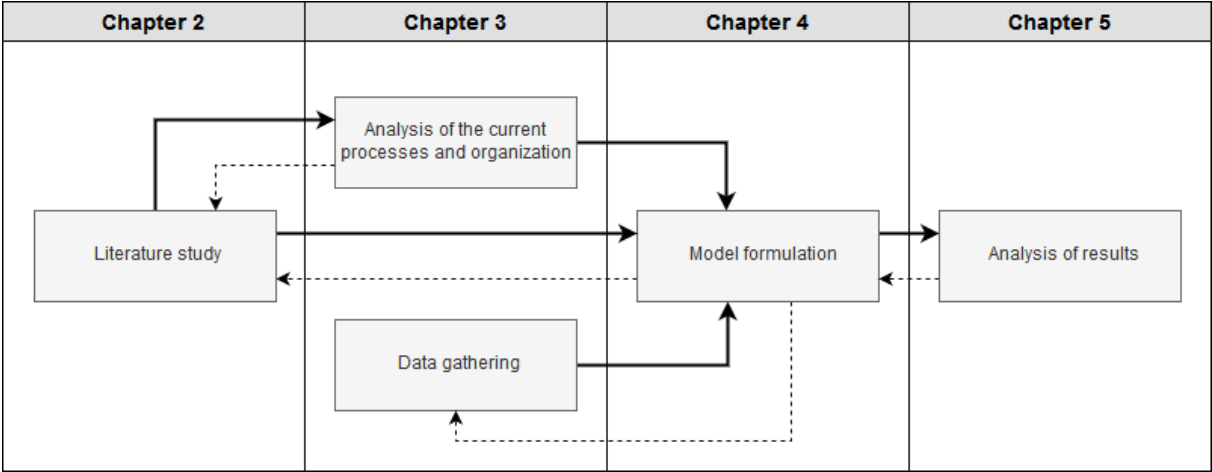 Chapter 2
Chapter 3
Chapter 4
Chapter 5
Analysis of the current
processes and organization
Literature study
Model formulation
Analysis of results
Data gathering